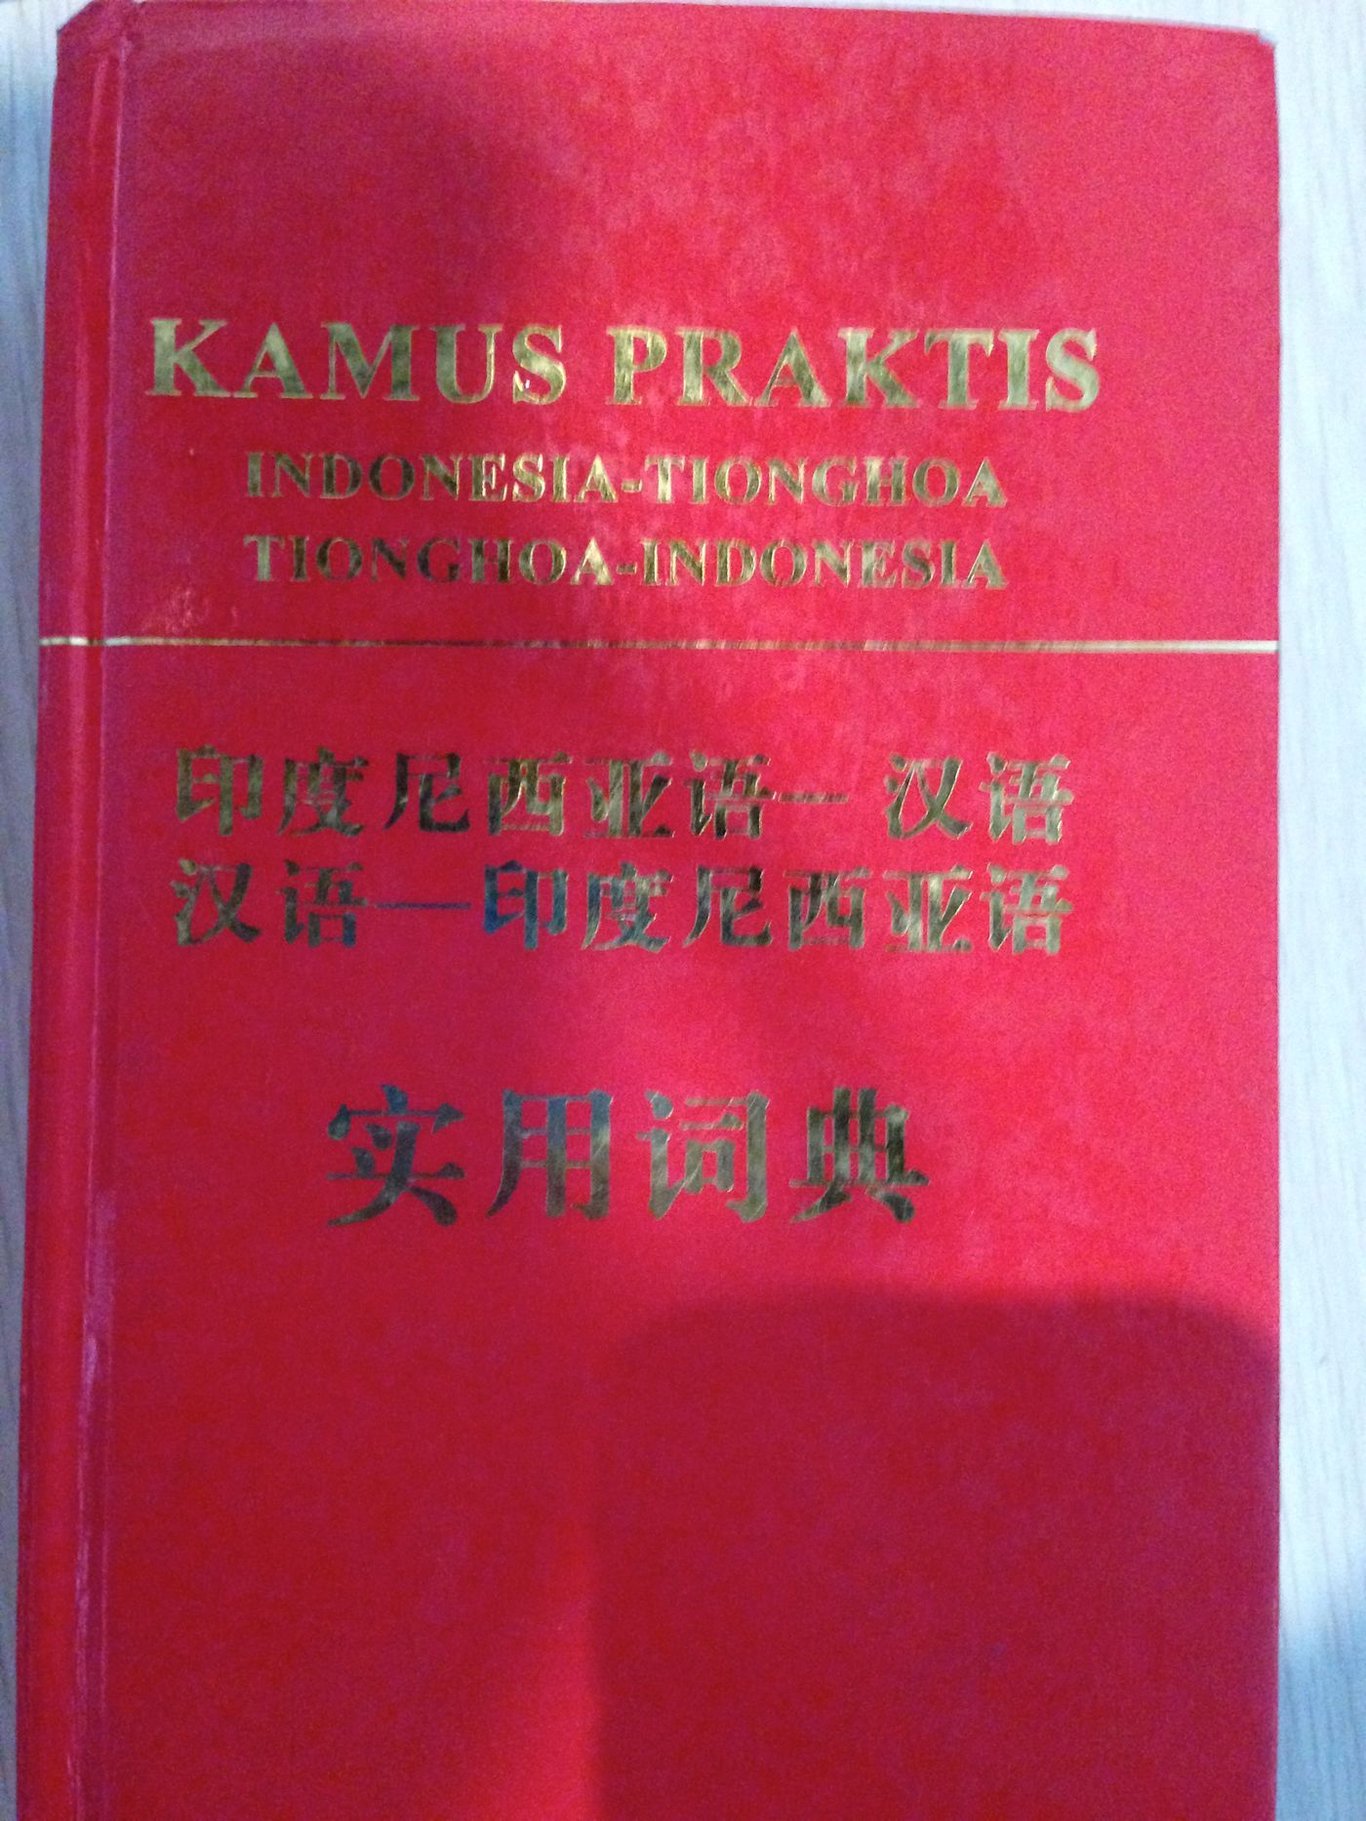 KAMUS PRAKTIS
INDONESIA-TIONGHOA
TIONGHOA-INDONESIA
印度尼西亚语—汉语
汉语—印度尼西亚语
实用词典